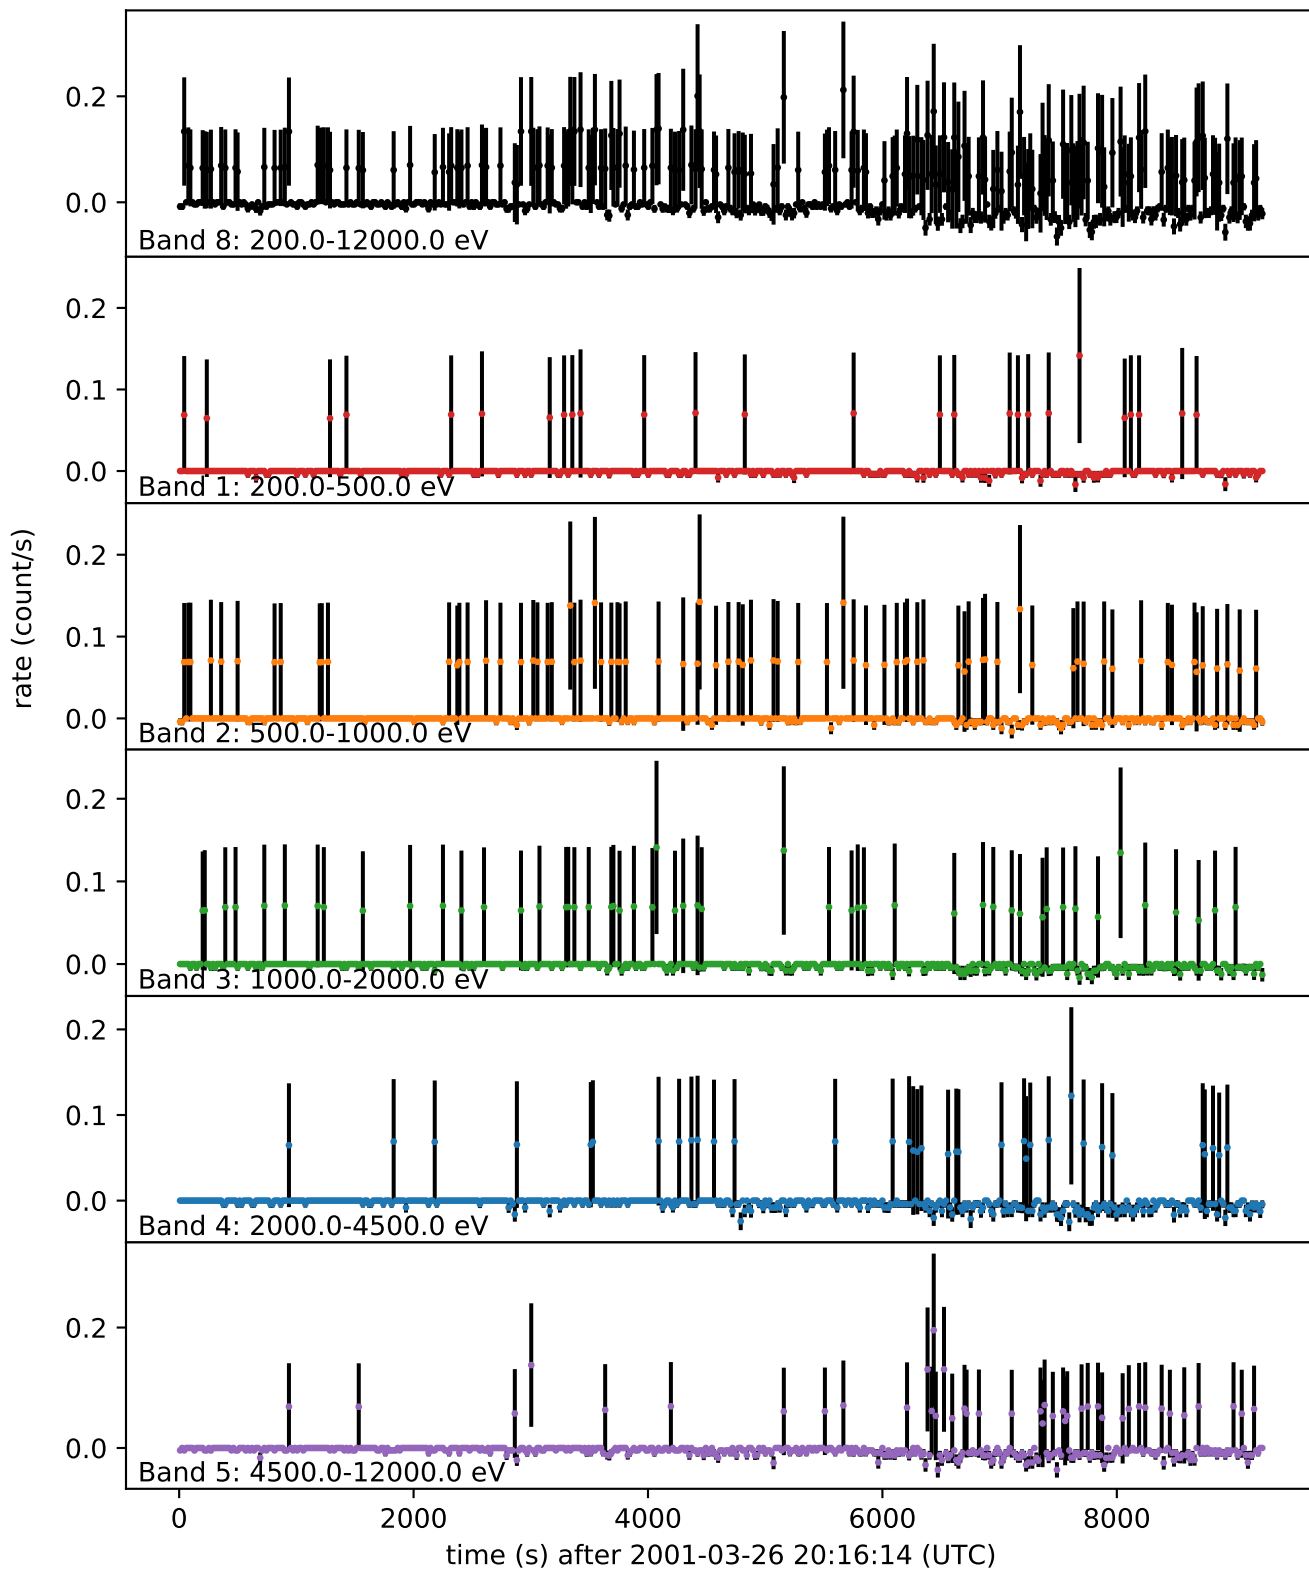 0.2
0.0
Band 8: 200.0-12000.0 eV
0.2
0.1
0.0
Band 1: 200.0-500.0 eV
0.2
0.1
0.0
Band 2: 500.0-1000.0 eV
rate (count/s)
0.2
0.1
0.0
Band 3: 1000.0-2000.0 eV
0.2
0.1
0.0
Band 4: 2000.0-4500.0 eV
0.2
0.0
Band 5: 4500.0-12000.0 eV
0 2000 4000 6000 8000
time (s) after 2001-03-26 20:16:14 (UTC)